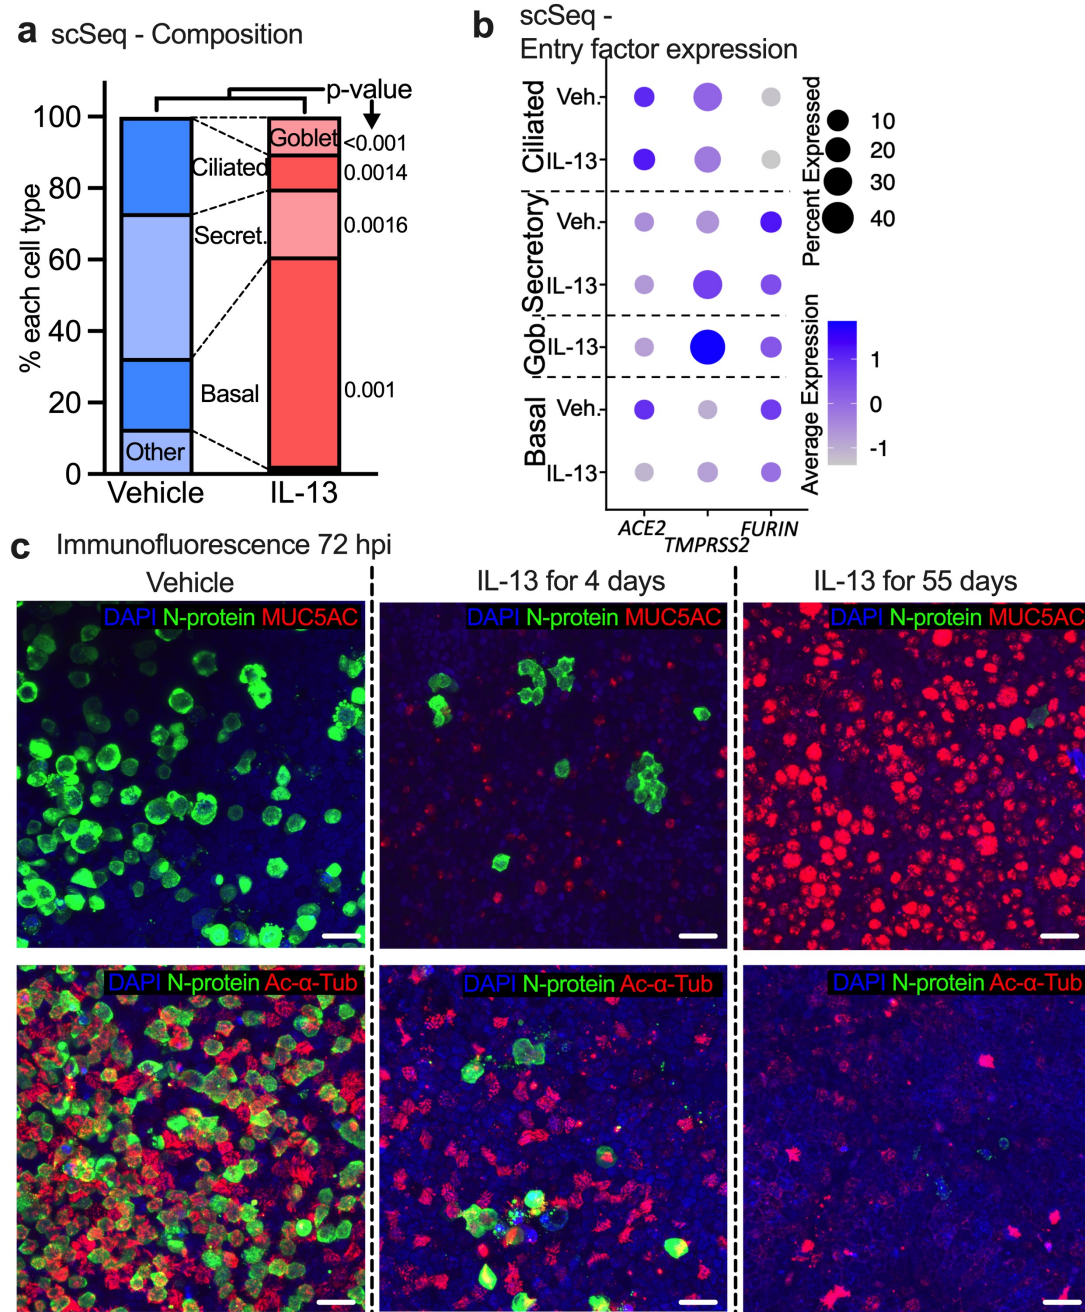 a scSeq - Composition
p-value
% each cell type
100
80
60
40
20
0
Goblet
<0.001
Ciliated
0.0014
Secret.
0.0016
Basal
0.001
Other
Vehicle
IL-13
b scSeq -
Entry factor expression
Ciliated
Veh.
IL-13
Secretory
Veh.
IL-13
Gob.
IL-13
Basal
Veh.
IL-13
ACE2
TMPRSS2
FURIN
Percent Expressed
10
20
30
40
Average Expression
1
0
-1
c Immunofluorescence 72 hpi
Vehicle
IL-13 for 4 days
IL-13 for 55 days
DAPI N-protein MUC5AC
DAPI N-protein MUC5AC
DAPI N-protein MUC5AC
DAPI N-protein Ac-α-Tub
DAPI N-protein Ac-α-Tub
DAPI N-protein Ac-α-Tub